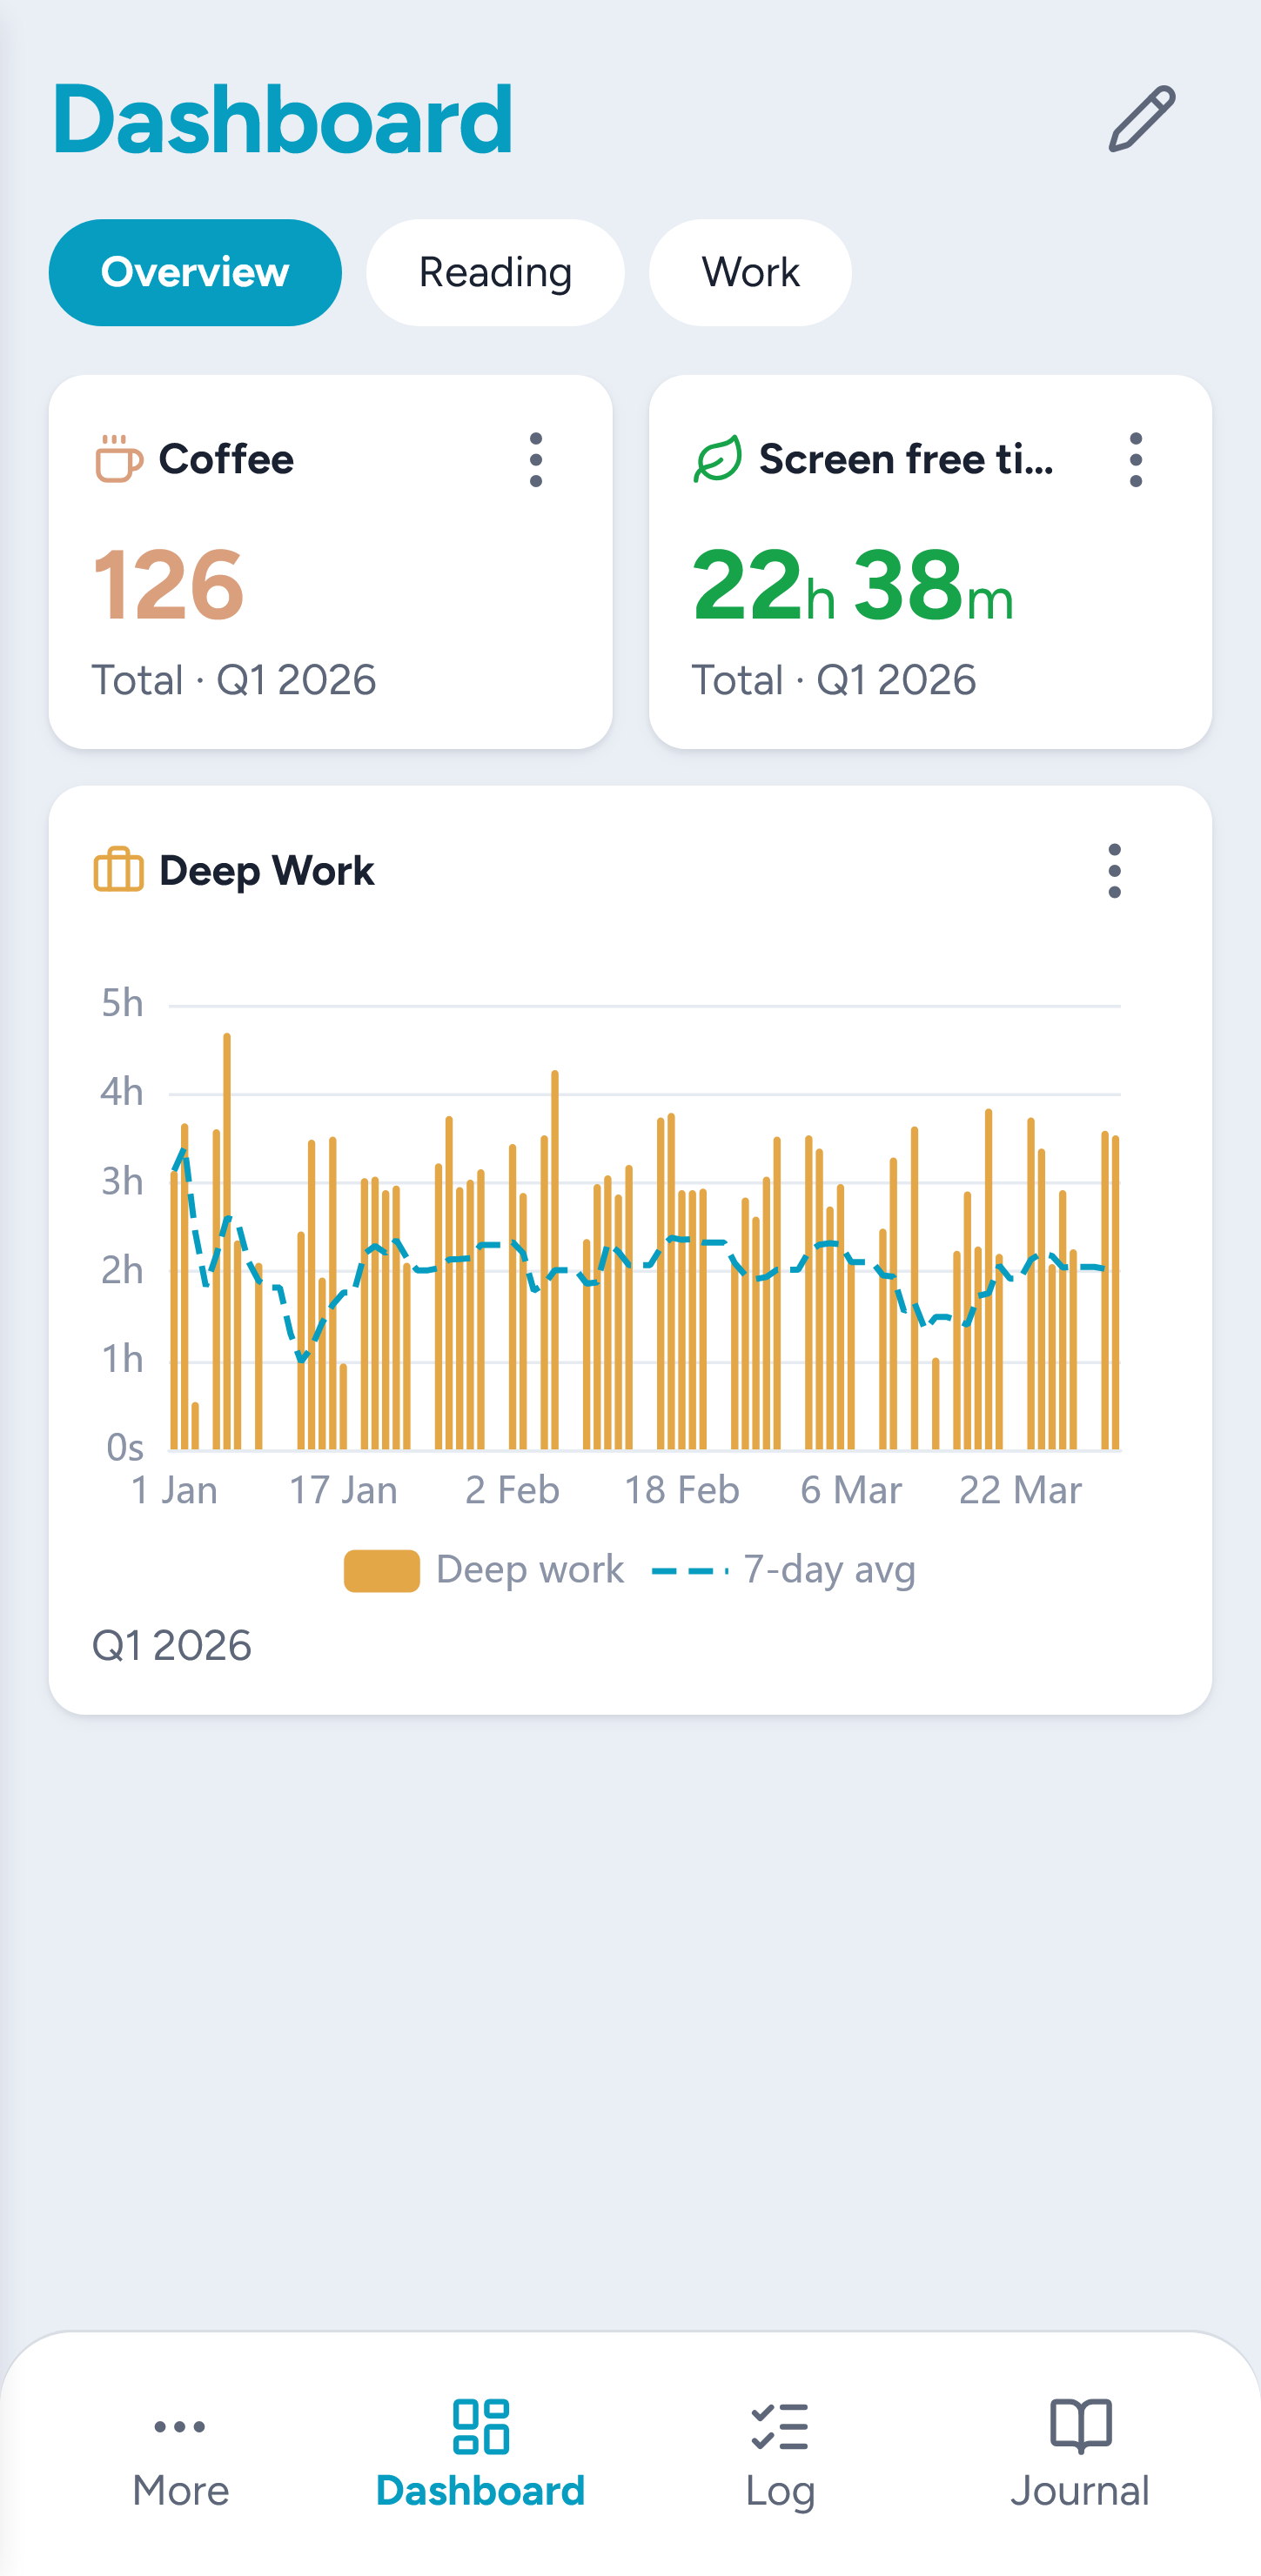 Dashboard
Overview Reading Work
Coffee
126
Total · Q1 2026
Screen free ti...
22h 38m
Total · Q1 2026
Deep Work
5h
4h
3h
2h
1h
0s
1 Jan 17 Jan 2 Feb 18 Feb 6 Mar 22 Mar
Deep work 7-day avg
Q1 2026
More Dashboard Log Journal